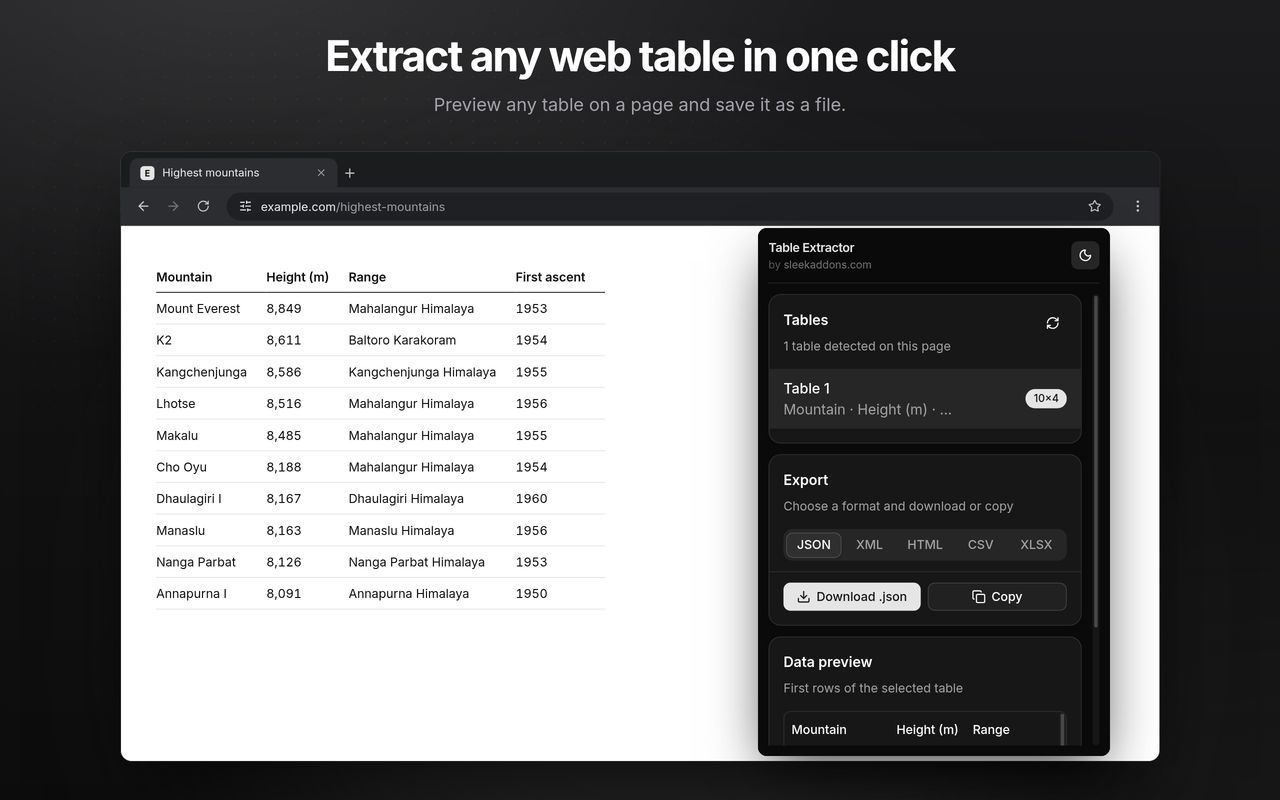 Extract any web table in one click
Preview any table on a page and save it as a file.
E Highest mountains
example.com/highest-mountains
Mountain Height (m) Range First ascent
Mount Everest 8,849 Mahalangur Himalaya 1953
K2 8,611 Baltoro Karakoram 1954
Kangchenjunga 8,586 Kangchenjunga Himalaya 1955
Lhotse 8,516 Mahalangur Himalaya 1956
Makalu 8,485 Mahalangur Himalaya 1955
Cho Oyu 8,188 Mahalangur Himalaya 1954
Dhaulagiri I 8,167 Dhaulagiri Himalaya 1960
Manaslu 8,163 Manaslu Himalaya 1956
Nanga Parbat 8,126 Nanga Parbat Himalaya 1953
Annapurna I 8,091 Annapurna Himalaya 1950
Table Extractor
by sleekaddons.com
Tables
1 table detected on this page
Table 1
Mountain · Height (m) · ...
10×4
Export
Choose a format and download or copy
JSON XML HTML CSV XLSX
Download .json Copy
Data preview
First rows of the selected table
Mountain Height (m) Range